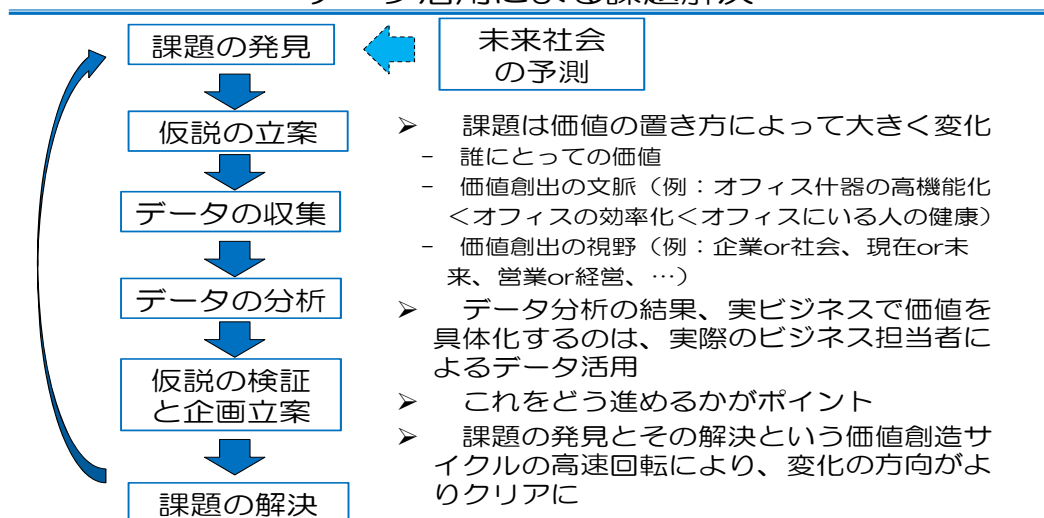 データ活用による課題解決
課題の発見
未来社会
の予測
仮説の立案
データの収集
データの分析
仮説の検証
と企画立案
課題の解決
➢ 課題は価値の置き方によって大きく変化
– 誰にとっての価値
– 価値創出の文脈(例:オフィス什器の高機能化
<オフィスの効率化<オフィスにいる人の健康)
– 価値創出の視野(例:企業or社会、現在or未
来、営業or経営、…)
➢ データ分析の結果、実ビジネスで価値を
具体化するのは、実際のビジネス担当者に
よるデータ活用
➢ これをどう進めるかがポイント
➢ 課題の発見とその解決という価値創造サ
イクルの高速回転により、変化の方向がよ
りクリアに